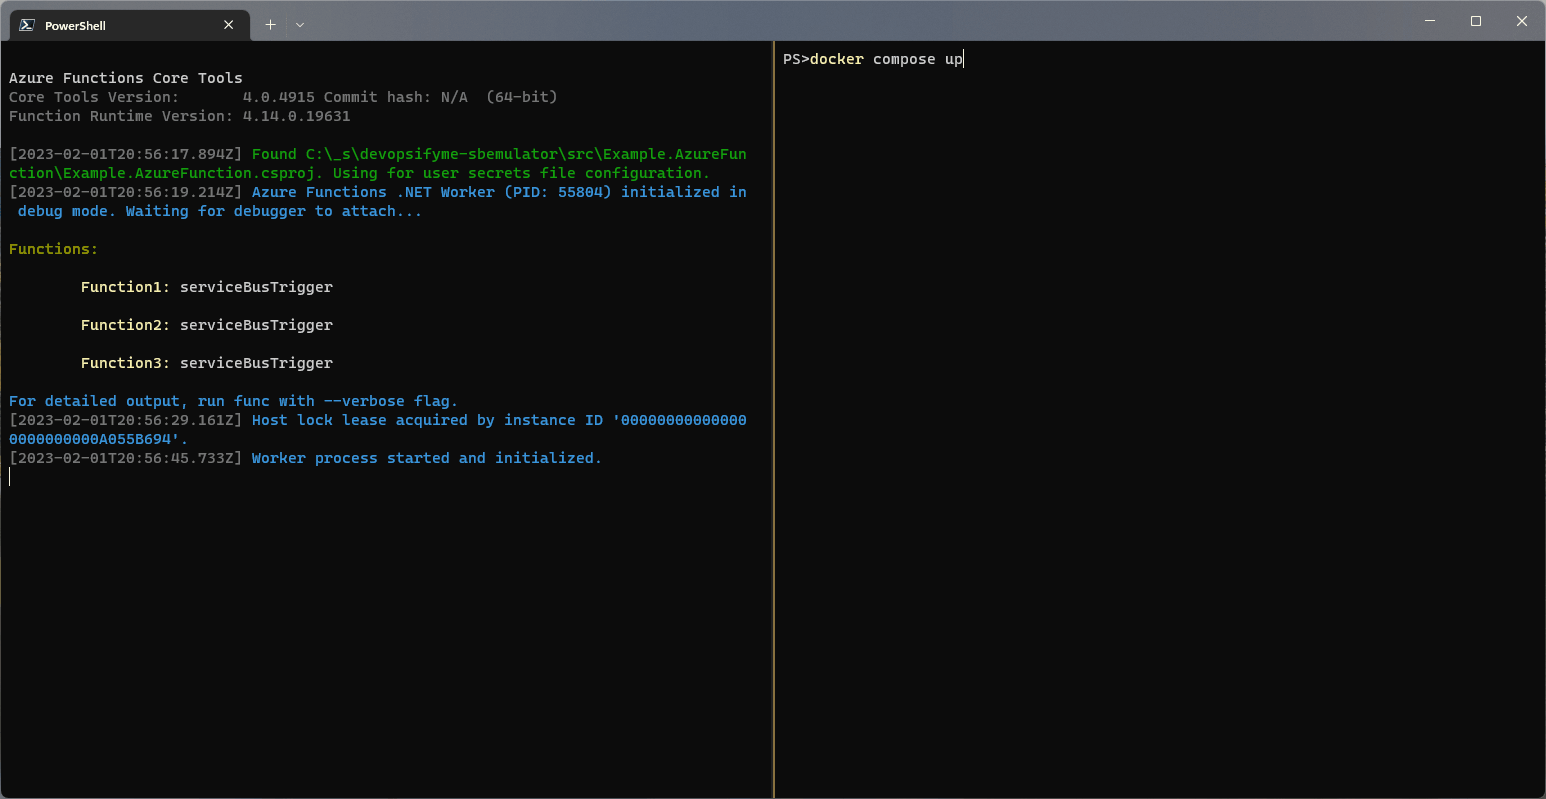 PowerShell
Azure Functions Core Tools
Core Tools Version:       4.0.4915 Commit hash: N/A  (64-bit)
Function Runtime Version: 4.14.0.19631
[2023-02-01T20:56:17.894Z] Found C:\_s\devopsifyme-sbemulator\src\Example.AzureFun
ction\Example.AzureFunction.csproj. Using for user secrets file configuration.
[2023-02-01T20:56:19.214Z] Azure Functions .NET Worker (PID: 55804) initialized in
 debug mode. Waiting for debugger to attach...
Functions:
        Function1: serviceBusTrigger
        Function2: serviceBusTrigger
        Function3: serviceBusTrigger
For detailed output, run func with --verbose flag.
[2023-02-01T20:56:29.161Z] Host lock lease acquired by instance ID '00000000000000
0000000000A055B694'.
[2023-02-01T20:56:45.733Z] Worker process started and initialized.
PS>docker compose up